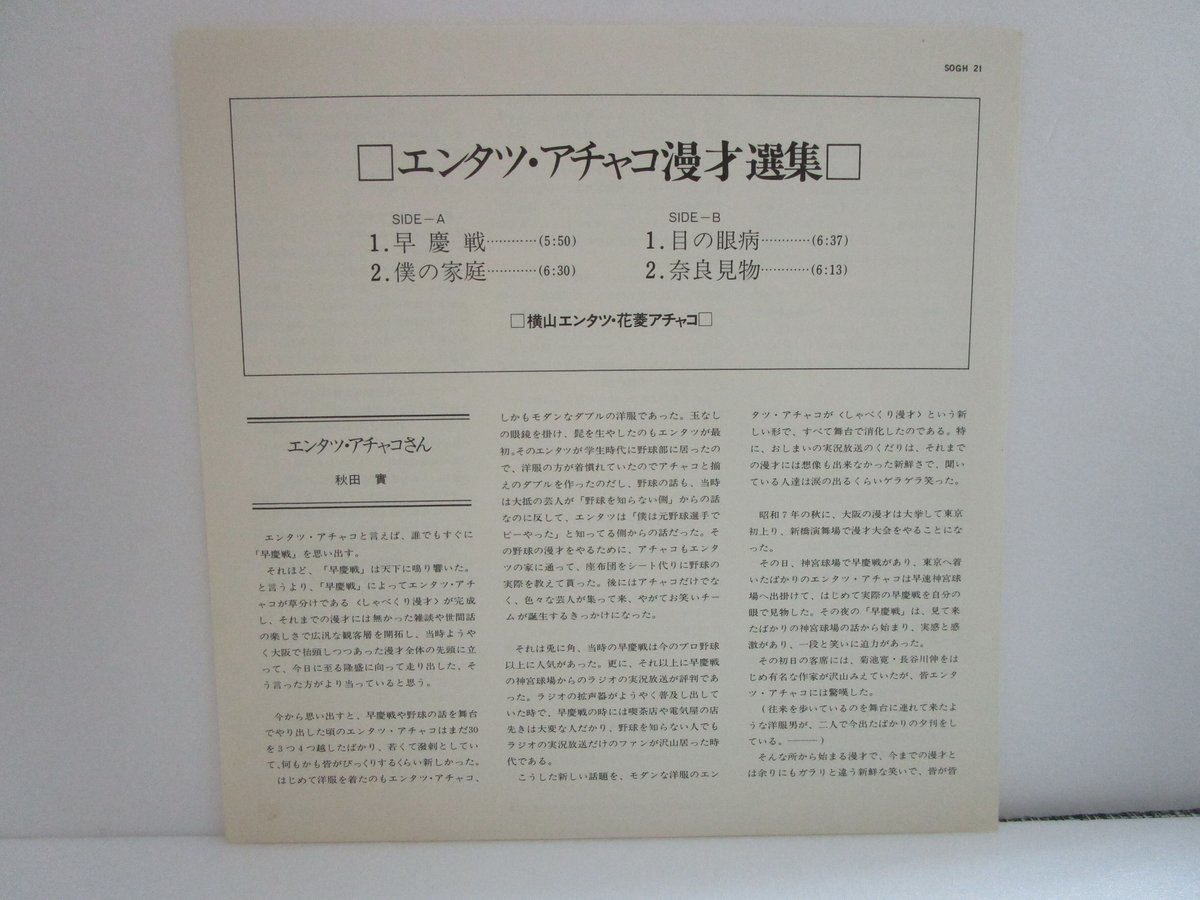 SOGH 21
□エンタツ・アチャコ漫才選集□
SIDE－A
1.早慶戦…………(5:50)
2.僕の家庭…………(6:30)
SIDE－B
1.目の眼病…………(6:37)
2.奈良見物…………(6:13)
□横山エンタツ・花菱アチャコ□
エンタツ・アチャコさん
秋田　實
エンタツ・アチャコと言えば、誰でもすぐに
「早慶戦」を思い出す。
それほど、「早慶戦」は天下に鳴り響いた。
と言うより、「早慶戦」によってエンタツ・アチ
ャコが草分けである〈しゃべくり漫才〉が完成
し、それまでの漫才には無かった雑談や世間話
の楽しさで広汎な観客層を開拓し、当時ようや
く大阪で抬頭しつつあった漫才全体の先頭に立
って、今日に至る隆盛に向って走り出した、そ
う言った方がより当っていると思う。
今から思い出すと、早慶戦や野球の話を舞台
でやり出した頃のエンタツ・アチャコはまだ30
を3つ4つ越したばかり、若くて潑剌としてい
て、何もかも皆がびっくりするくらい新しかった。
はじめて洋服を着たのもエンタツ・アチャコ、
しかもモダンなダブルの洋服であった。玉なし
の眼鏡を掛け、髭を生やしたのもエンタツが最
初。そのエンタツが学生時代に野球部に居ったの
で、洋服の方が着慣れていたのでアチャコと揃
えのダブルを作ったのだし、野球の話も、当時
は大抵の芸人が「野球を知らない側」からの話
なのに反して、エンタツは「僕は元野球選手で
ピーやった」と知ってる側からの話だった。そ
の野球の漫才をやるために、アチャコもエンタ
ツの家に通って、座布団をシート代りに野球の
実際を教えて貰った。後にはアチャコだけでな
く、色々な芸人が集って来、やがてお笑いチー
ムが誕生するきっかけになった。
それは兎に角、当時の早慶戦は今のプロ野球
以上に人気があった。更に、それ以上に早慶戦
の神宮球場からのラジオの実況放送が評判であ
った。ラジオの拡声器がようやく普及し出して
いた時で、早慶戦の時には喫茶店や電気屋の店
先きは大変な人だかり、野球を知らない人でも
ラジオの実況放送だけのファンが沢山居った時
代である。
こうした新しい話題を、モダンな洋服のエン
タツ・アチャコが〈しゃべくり漫才〉という新
しい形で、すべて舞台で消化したのである。特
に、おしまいの実況放送のくだりは、それまで
の漫才には想像も出来なかった新鮮さで、聞い
ている人達は涙の出るくらいゲラゲラ笑った。
昭和7年の秋に、大阪の漫才は大挙して東京
初上り、新橋演舞場で漫才大会をやることにな
った。
その日、神宮球場で早慶戦があり、東京へ着
いたばかりのエンタツ・アチャコは早速神宮球
場へ出掛けて、はじめて実際の早慶戦を自分の
眼で見物した。その夜の「早慶戦」は、見て来
たばかりの神宮球場の話から始まり、実感と感
激があり、一段と笑いに迫力があった。
その初日の客席には、菊池寛・長谷川伸をは
じめ有名な作家が沢山みえていたが、皆エンタ
ツ・アチャコには驚嘆した。
（往来を歩いているのを舞台に連れて来たよ
うな洋服男が、二人で今出たばかりの夕刊をし
ている。———）
そんな所から始まる漫才で、今までの漫才と
は余りにもガラリと違う新鮮な笑いで、皆が皆